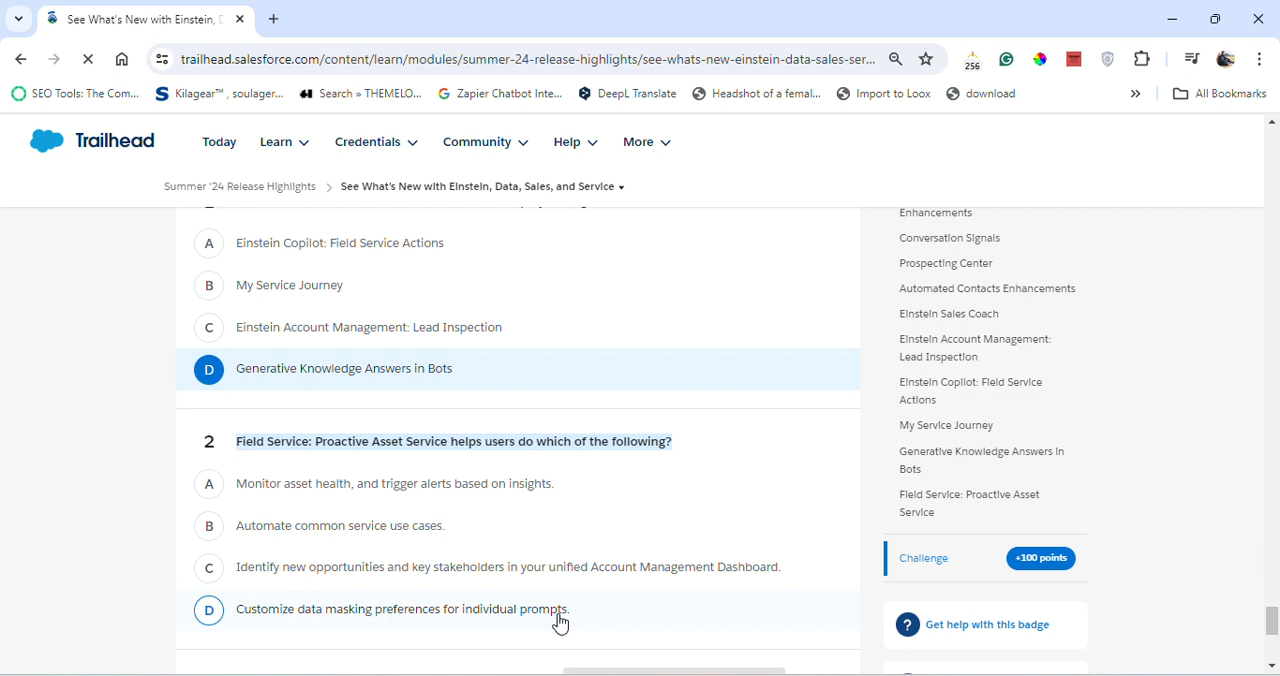 See What's New with Einstein, D
trailhead.salesforce.com/content/learn/modules/summer-24-release-highlights/see-whats-new-einstein-data-sales-ser...
256
SEO Tools: The Com...
Kilagear™ , soulager...
Search » THEMELO...
Zapier Chatbot Inte...
DeepL Translate
Headshot of a femal...
Import to Loox
download
»
All Bookmarks
Trailhead
Today
Learn
Credentials
Community
Help
More
Summer '24 Release Highlights > See What's New with Einstein, Data, Sales, and Service
A Einstein Copilot: Field Service Actions
B My Service Journey
C Einstein Account Management: Lead Inspection
D Generative Knowledge Answers in Bots
2 Field Service: Proactive Asset Service helps users do which of the following?
A Monitor asset health, and trigger alerts based on insights.
B Automate common service use cases.
C Identify new opportunities and key stakeholders in your unified Account Management Dashboard.
D Customize data masking preferences for individual prompts.
Enhancements
Conversation Signals
Prospecting Center
Automated Contacts Enhancements
Einstein Sales Coach
Einstein Account Management:
Lead Inspection
Einstein Copilot: Field Service
Actions
My Service Journey
Generative Knowledge Answers in
Bots
Field Service: Proactive Asset
Service
Challenge
+100 points
? Get help with this badge